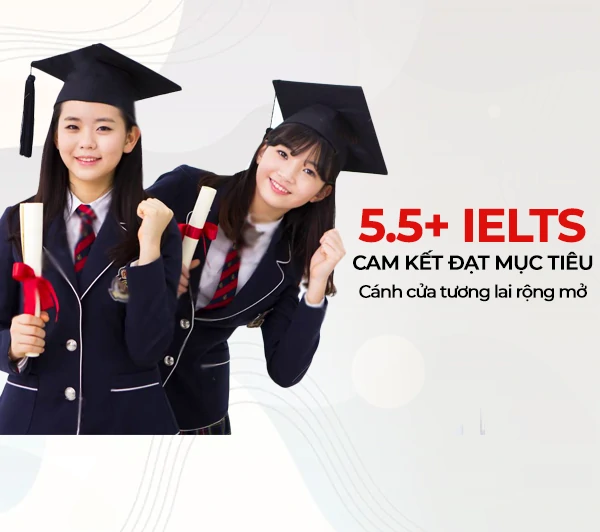 5.5+ IELTS
CAM KẾT ĐẠT MỤC TIÊU
Cánh cửa tương lai rộng mở